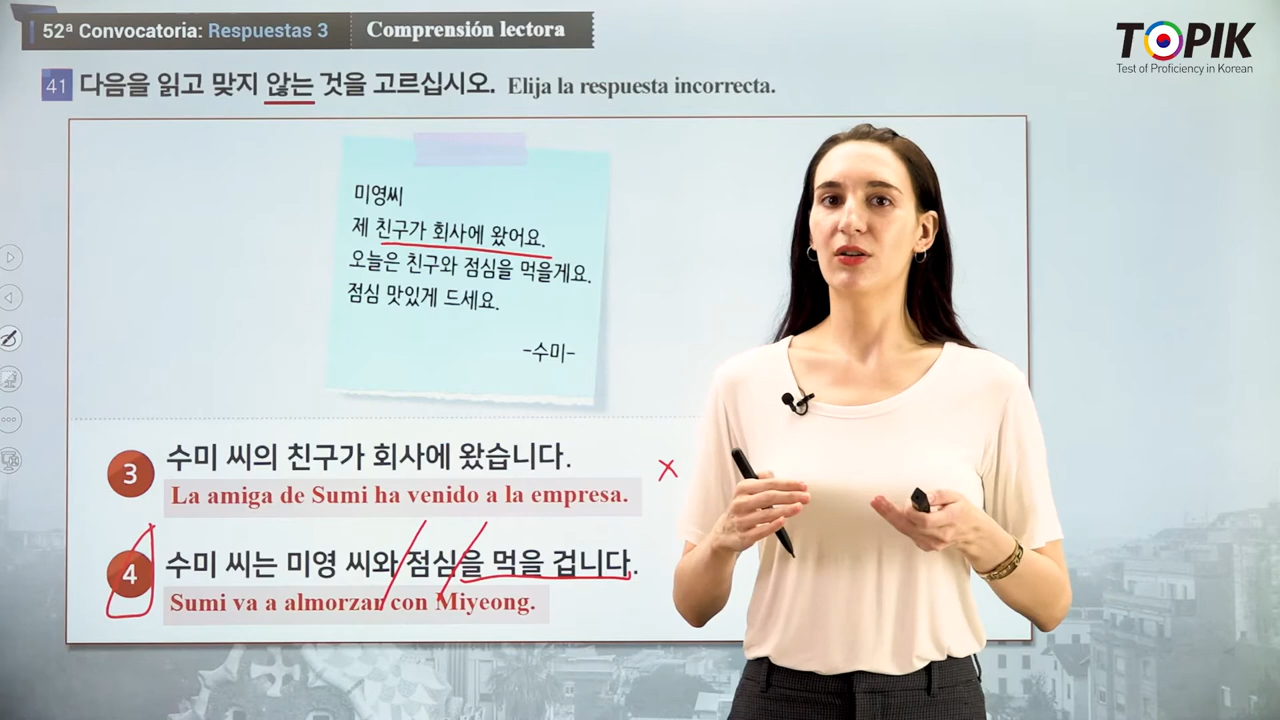 52ª Convocatoria: Respuestas 3
Comprensión lectora
TOPIK
Test of Proficiency in Korean
41 다음을 읽고 맞지 않는 것을 고르십시오. Elija la respuesta incorrecta.
미영씨
제 친구가 회사에 왔어요.
오늘은 친구와 점심을 먹을게요.
점심 맛있게 드세요.
-수미-
3 수미 씨의 친구가 회사에 왔습니다.
La amiga de Sumi ha venido a la empresa.
4 수미 씨는 미영 씨와 점심을 먹을 겁니다.
Sumi va a almorzar con Miyeong.